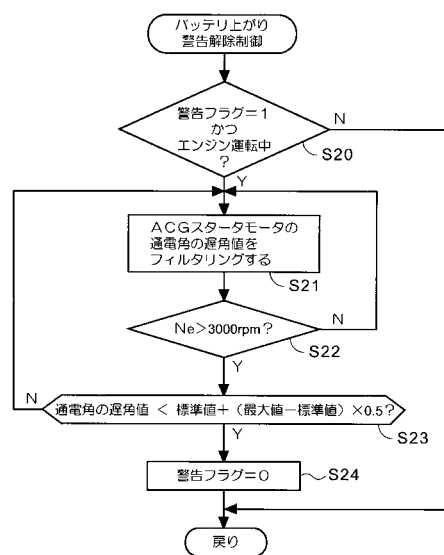 バッテリ上がり
警告解除制御
警告フラグ=1
かつ
エンジン運転中
?
N
S20
Y
ACGスタータモータの
通電角の遅角値を
フィルタリングする
S21
Ne>3000rpm?
N
S22
Y
N
通電角の遅角値 < 標準値+(最大値-標準値)×0.5?
S23
Y
警告フラグ=0
S24
戻り